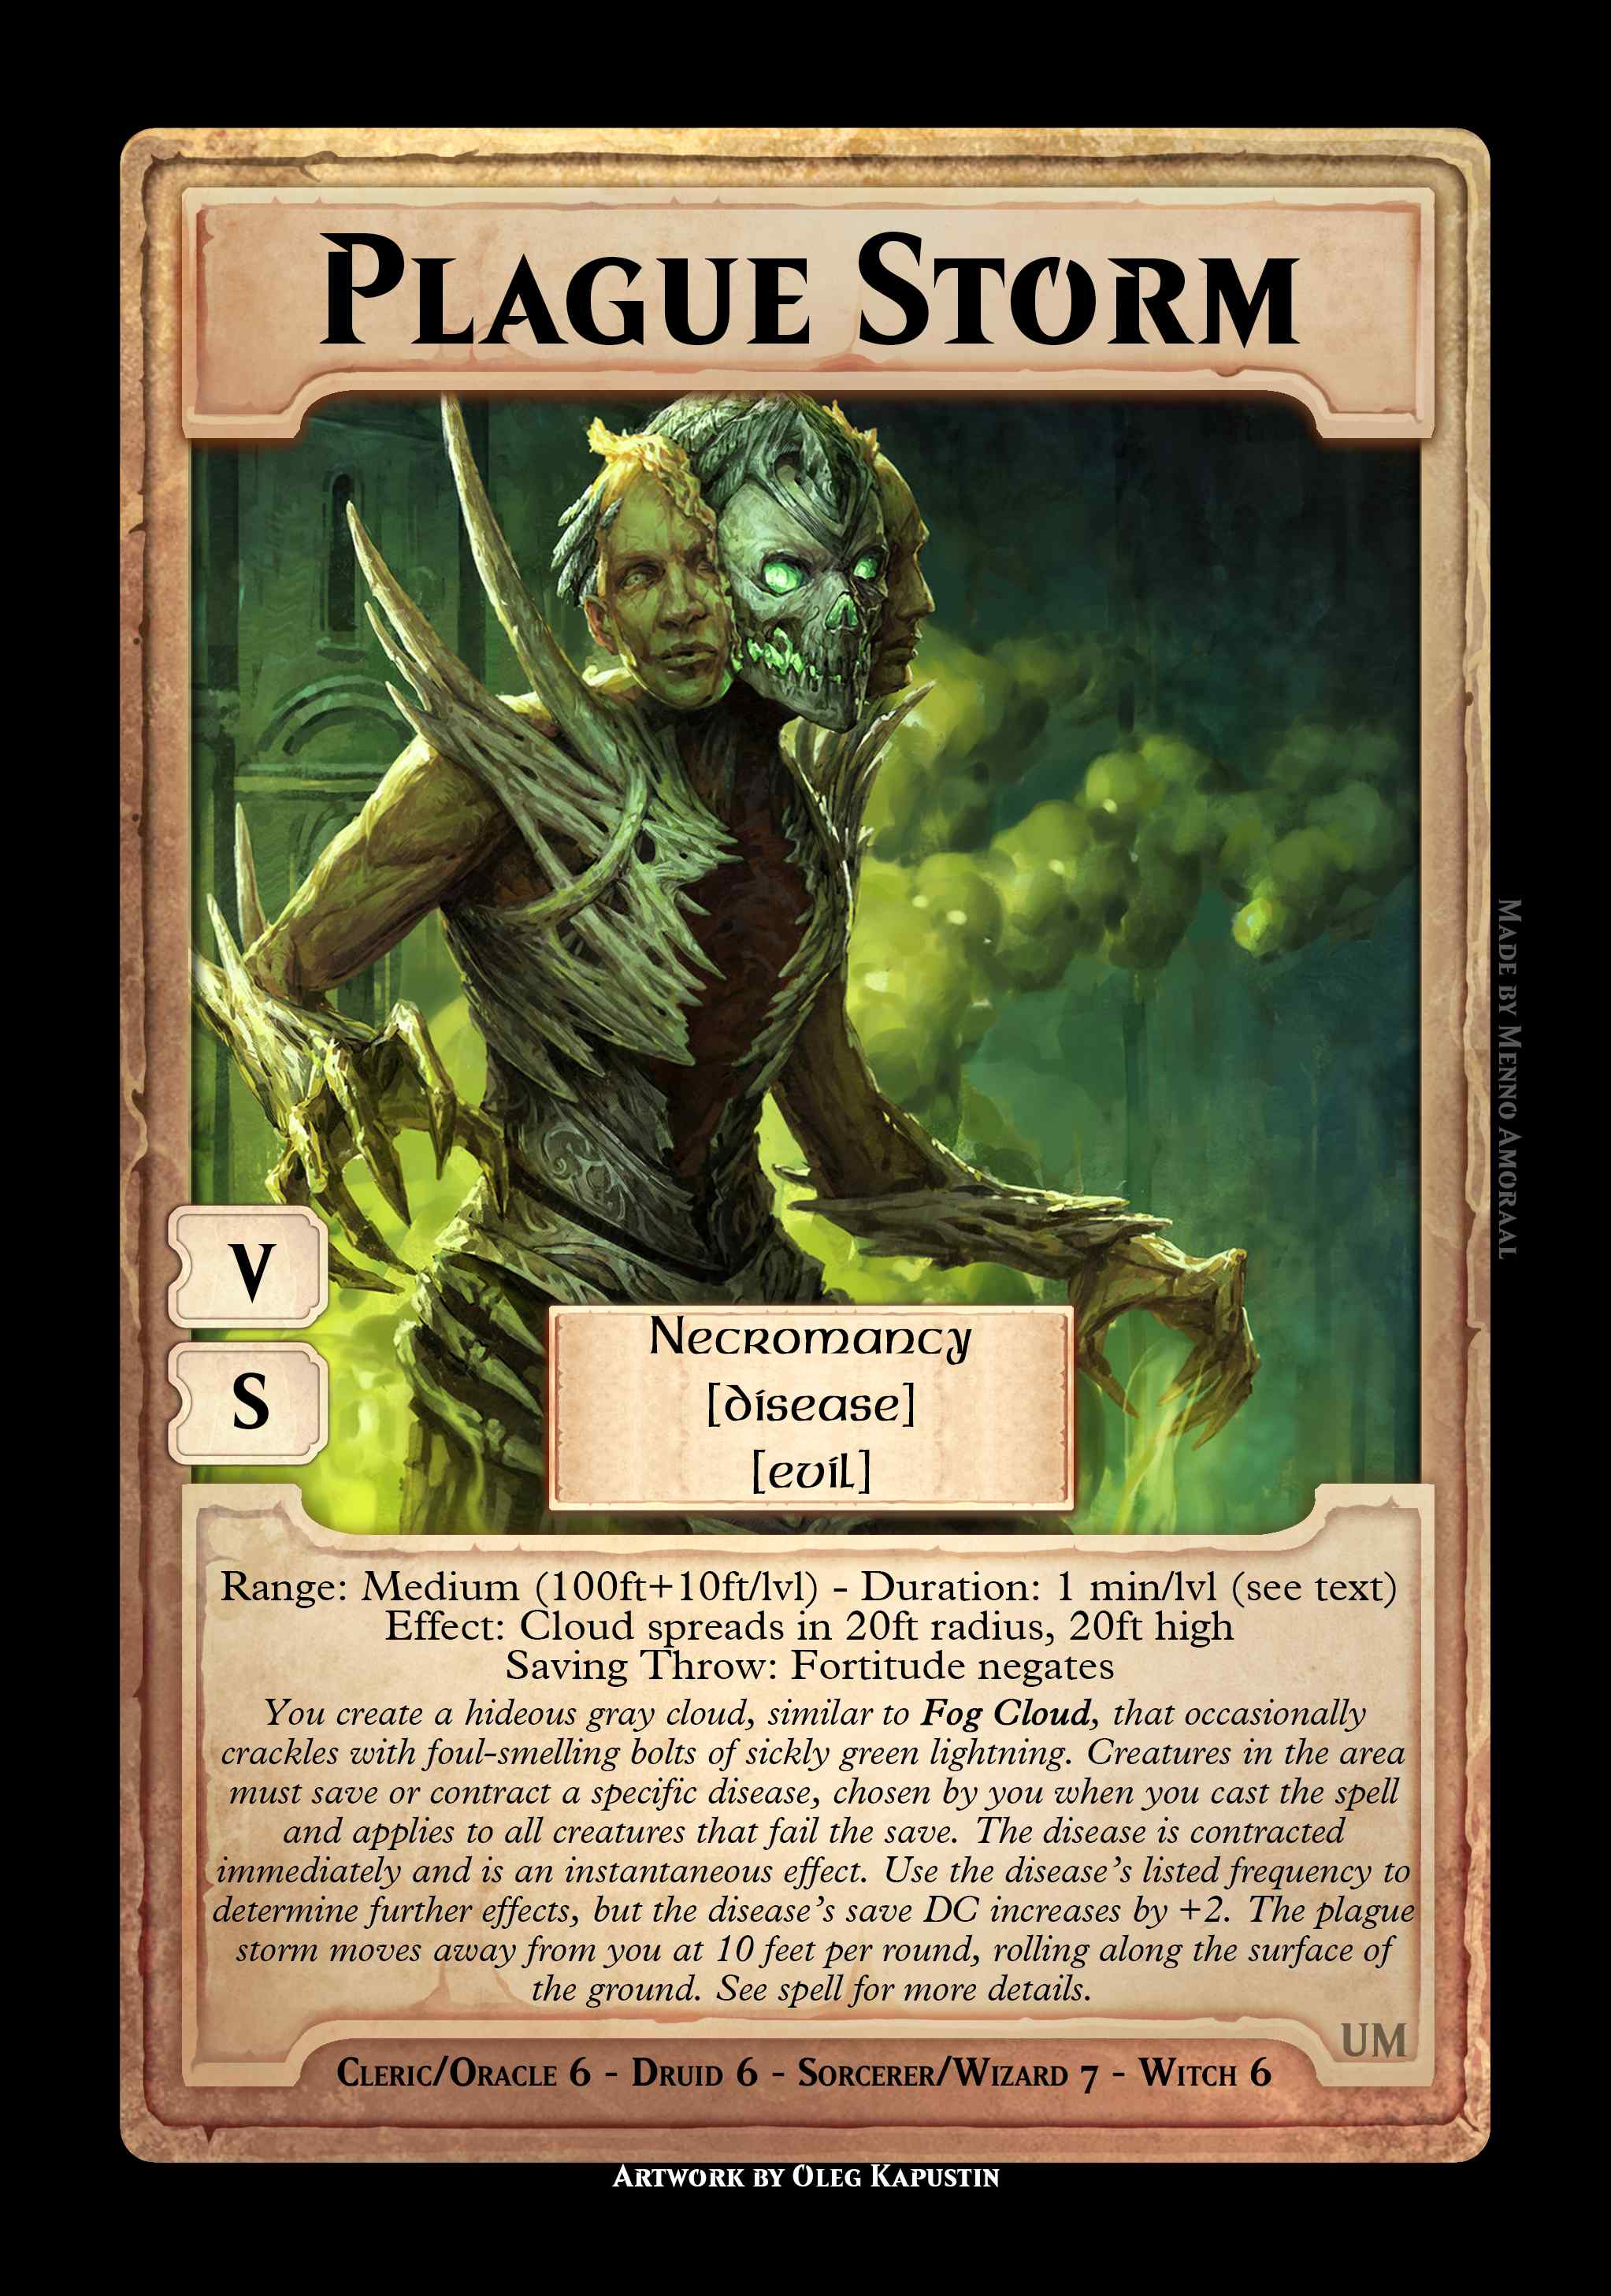 Plague Storm
V
S
Necromancy
[disease]
[evil]
Range: Medium (100ft+10ft/lvl) - Duration: 1 min/lvl (see text)
Effect: Cloud spreads in 20ft radius, 20ft high
Saving Throw: Fortitude negates
You create a hideous gray cloud, similar to Fog Cloud, that occasionally
crackles with foul-smelling bolts of sickly green lightning. Creatures in the area
must save or contract a specific disease, chosen by you when you cast the spell
and applies to all creatures that fail the save. The disease is contracted
immediately and is an instantaneous effect. Use the disease's listed frequency to
determine further effects, but the disease's save DC increases by +2. The plague
storm moves away from you at 10 feet per round, rolling along the surface of
the ground. See spell for more details.
UM
Cleric/Oracle 6 - Druid 6 - Sorcerer/Wizard 7 - Witch 6
Artwork by Oleg Kapustin
Made by Menno Amoraal